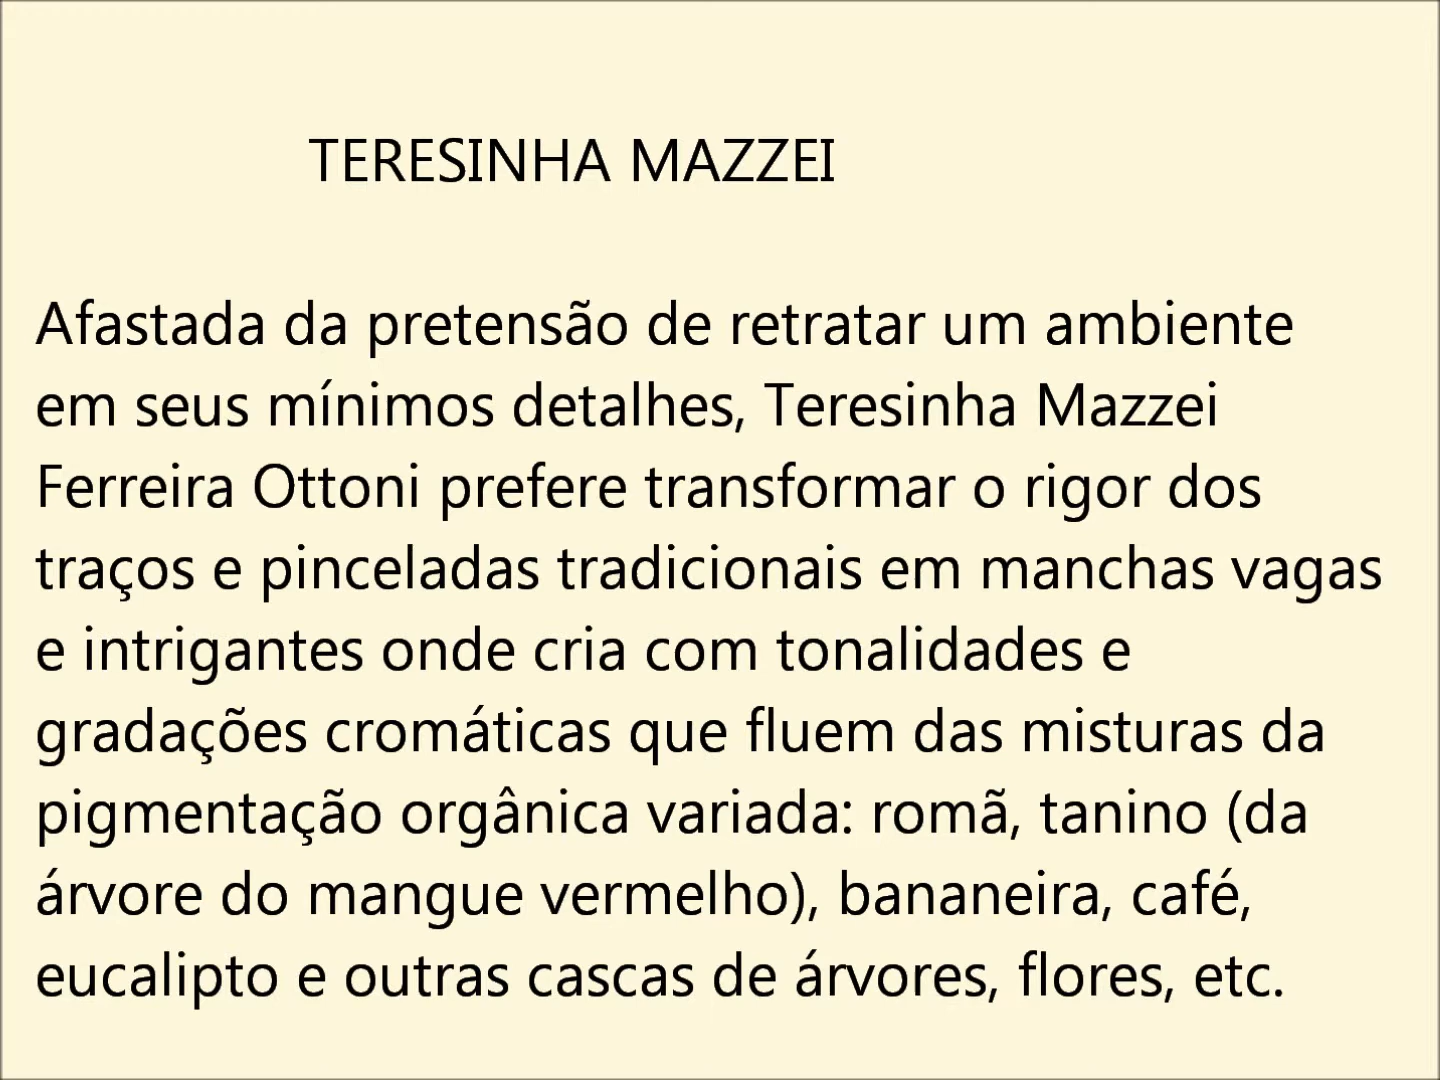 TERESINHA MAZZEI
Afastada da pretensão de retratar um ambiente
em seus mínimos detalhes, Teresinha Mazzei
Ferreira Ottoni prefere transformar o rigor dos
traços e pinceladas tradicionais em manchas vagas
e intrigantes onde cria com tonalidades e
gradações cromáticas que fluem das misturas da
pigmentação orgânica variada: romã, tanino (da
árvore do mangue vermelho), bananeira, café,
eucalipto e outras cascas de árvores, flores, etc.